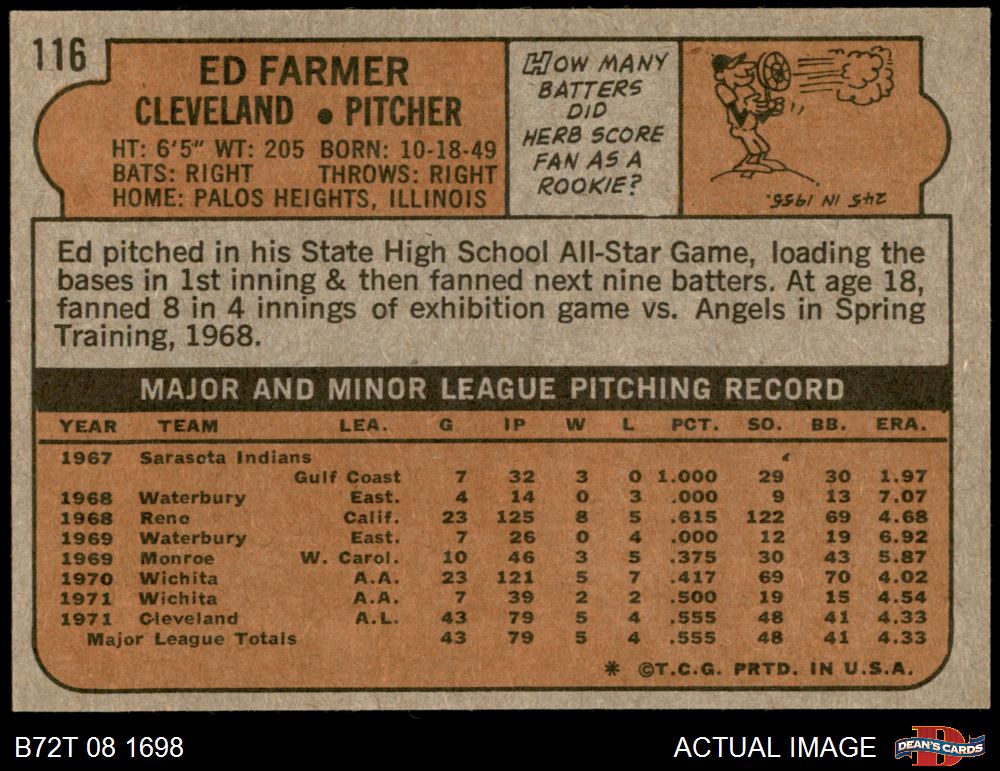 116
ED FARMER
CLEVELAND • PITCHER
HT: 6'5" WT: 205 BORN: 10-18-49
BATS: RIGHT THROWS: RIGHT
HOME: PALOS HEIGHTS, ILLINOIS
HOW MANY
BATTERS
DID
HERB SCORE
FAN AS A
ROOKIE?
245 IN 1955.
Ed pitched in his State High School All-Star Game, loading the
bases in 1st inning & then fanned next nine batters. At age 18,
fanned 8 in 4 innings of exhibition game vs. Angels in Spring
Training, 1968.
MAJOR AND MINOR LEAGUE PITCHING RECORD
YEAR TEAM LEA. G IP W L PCT. SO. BB. ERA.
1967 Sarasota Indians
Gulf Coast 7 32 3 0 1.000 29 30 1.97
1968 Waterbury East. 4 14 0 3 .000 9 13 7.07
1968 Reno Calif. 23 125 8 5 .615 122 69 4.68
1969 Waterbury East. 7 26 0 4 .000 12 19 6.92
1969 Monroe W. Carol. 10 46 3 5 .375 30 43 5.87
1970 Wichita A.A. 23 121 5 7 .417 69 70 4.02
1971 Wichita A.A. 7 39 2 2 .500 19 15 4.54
1971 Cleveland A.L. 43 79 5 4 .555 48 41 4.33
Major League Totals 43 79 5 4 .555 48 41 4.33
* ©T.C.G. PRTD. IN U.S.A.
B72T 08 1698
ACTUAL IMAGE
D
DEAN'S CARDS